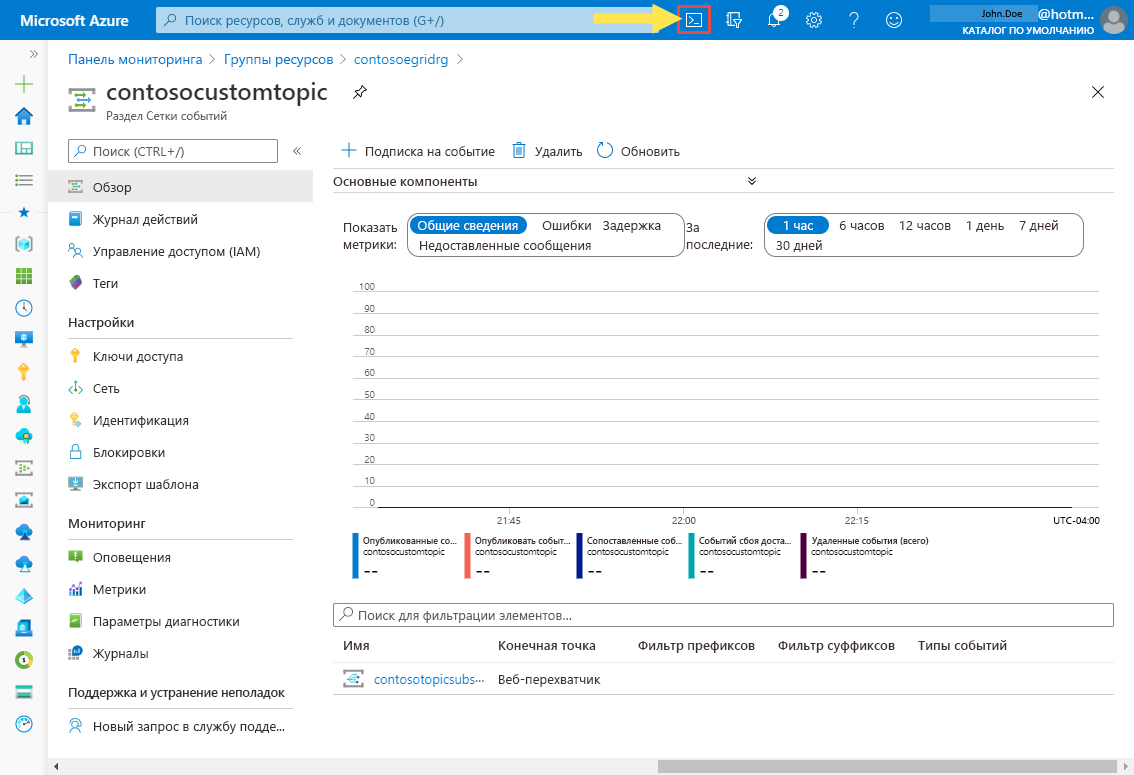 Microsoft Azure
Поиск ресурсов, служб и документов (G+/)
2
John.Doe
@hotm...
КАТАЛОГ ПО УМОЛЧАНИЮ
Панель мониторинга
Группы ресурсов
contosoegridrg
contosocustomtopic
Раздел Сетки событий
Поиск (CTRL+/)
Обзор
Журнал действий
Управление доступом (IAM)
Теги
Настройки
Ключи доступа
Сеть
Идентификация
Блокировки
Экспорт шаблона
Мониторинг
Оповещения
Метрики
Параметры диагностики
Журналы
Поддержка и устранение неполадок
Новый запрос в службу подде...
Подписка на событие
Удалить
Обновить
Основные компоненты
Показать
метрики:
Общие сведения
Ошибки
Задержка
Недоставленные сообщения
За
последние:
1 час
6 часов
12 часов
1 день
7 дней
30 дней
100
90
80
70
60
50
40
30
20
10
0
21:45
22:00
22:15
UTC-04:00
Опубликованные со...
contosocustomtopic
--
Опубликовать событ...
contosocustomtopic
--
Сопоставленные соб...
contosocustomtopic
--
Событий сбоя доста...
contosocustomtopic
--
Удаленные события (всего)
contosocustomtopic
--
Поиск для фильтрации элементов...
Имя
Конечная точка
Фильтр префиксов
Фильтр суффиксов
Типы событий
contosotopicsubs...
Веб-перехватчик